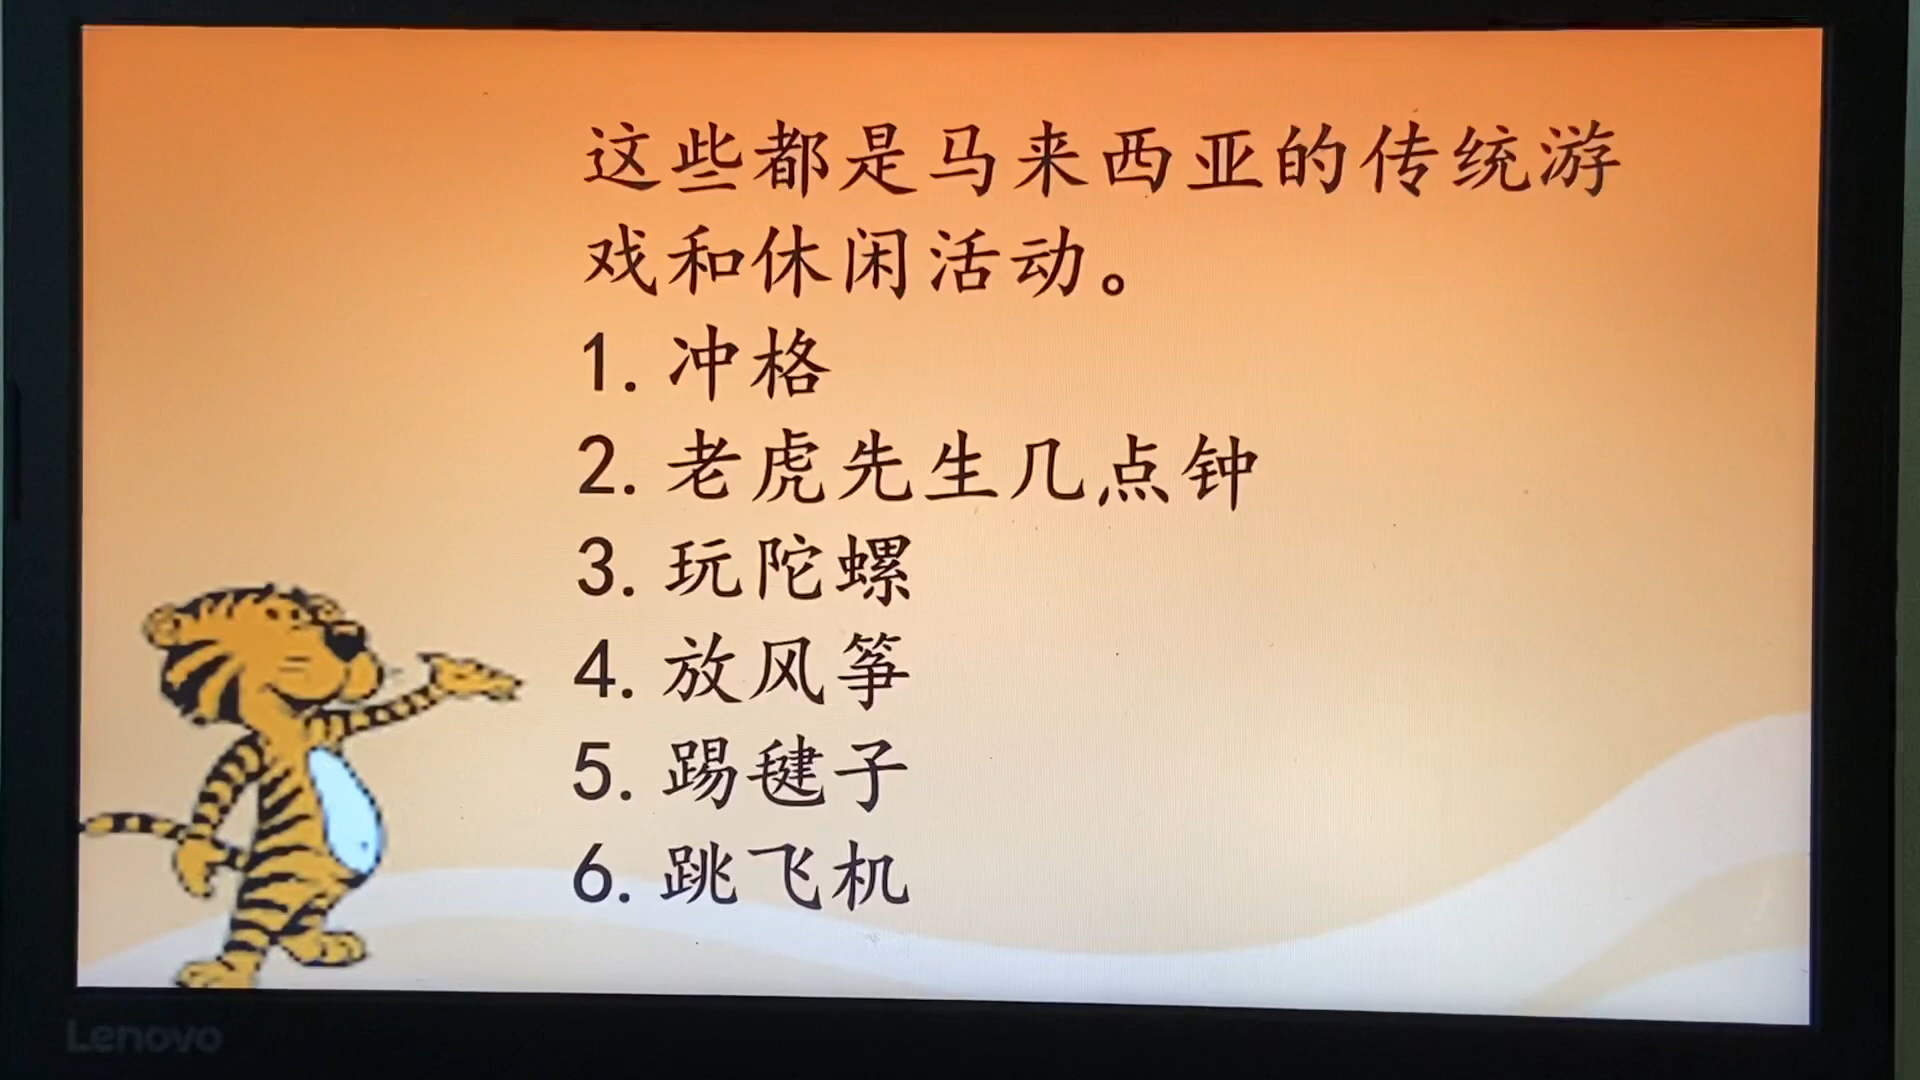 这些都是马来西亚的传统游
戏和休闲活动。
1. 冲格
2. 老虎先生几点钟
3. 玩陀螺
4. 放风筝
5. 踢毽子
6. 跳飞机
Lenovo